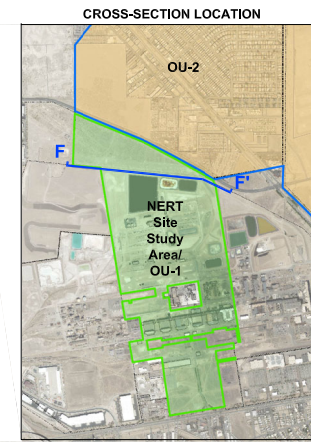 CROSS-SECTION LOCATION
OU-2
F
F'
NERT
Site
Study
Area/
OU-1